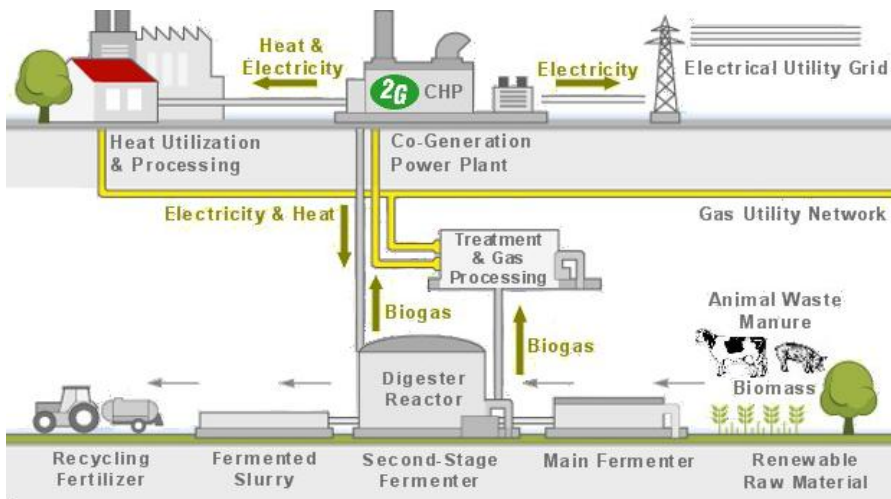 Heat &
Electricity
2G CHP
Electricity
Electrical Utility Grid
Heat Utilization
& Processing
Co-Generation
Power Plant
Electricity & Heat
Gas Utility Network
Treatment
& Gas
Processing
Biogas
Biogas
Animal Waste
Manure
Biomass
Digester
Reactor
Recycling
Fertilizer
Fermented
Slurry
Second-Stage
Fermenter
Main Fermenter
Renewable
Raw Material